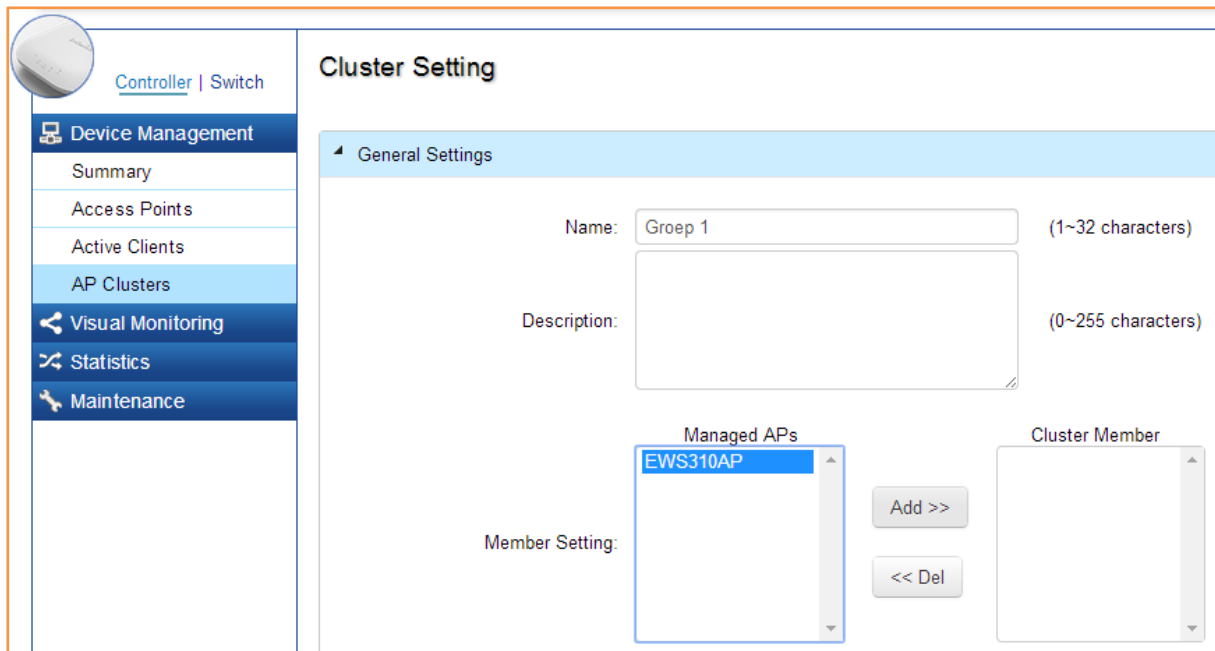 Controller | Switch
Device Management
Summary
Access Points
Active Clients
AP Clusters
Visual Monitoring
Statistics
Maintenance
Cluster Setting
General Settings
Name: Groep 1 (1~32 characters)
Description: (0~255 characters)
Managed APs Cluster Member
EWS310AP
Add >>
Member Setting:
<< Del